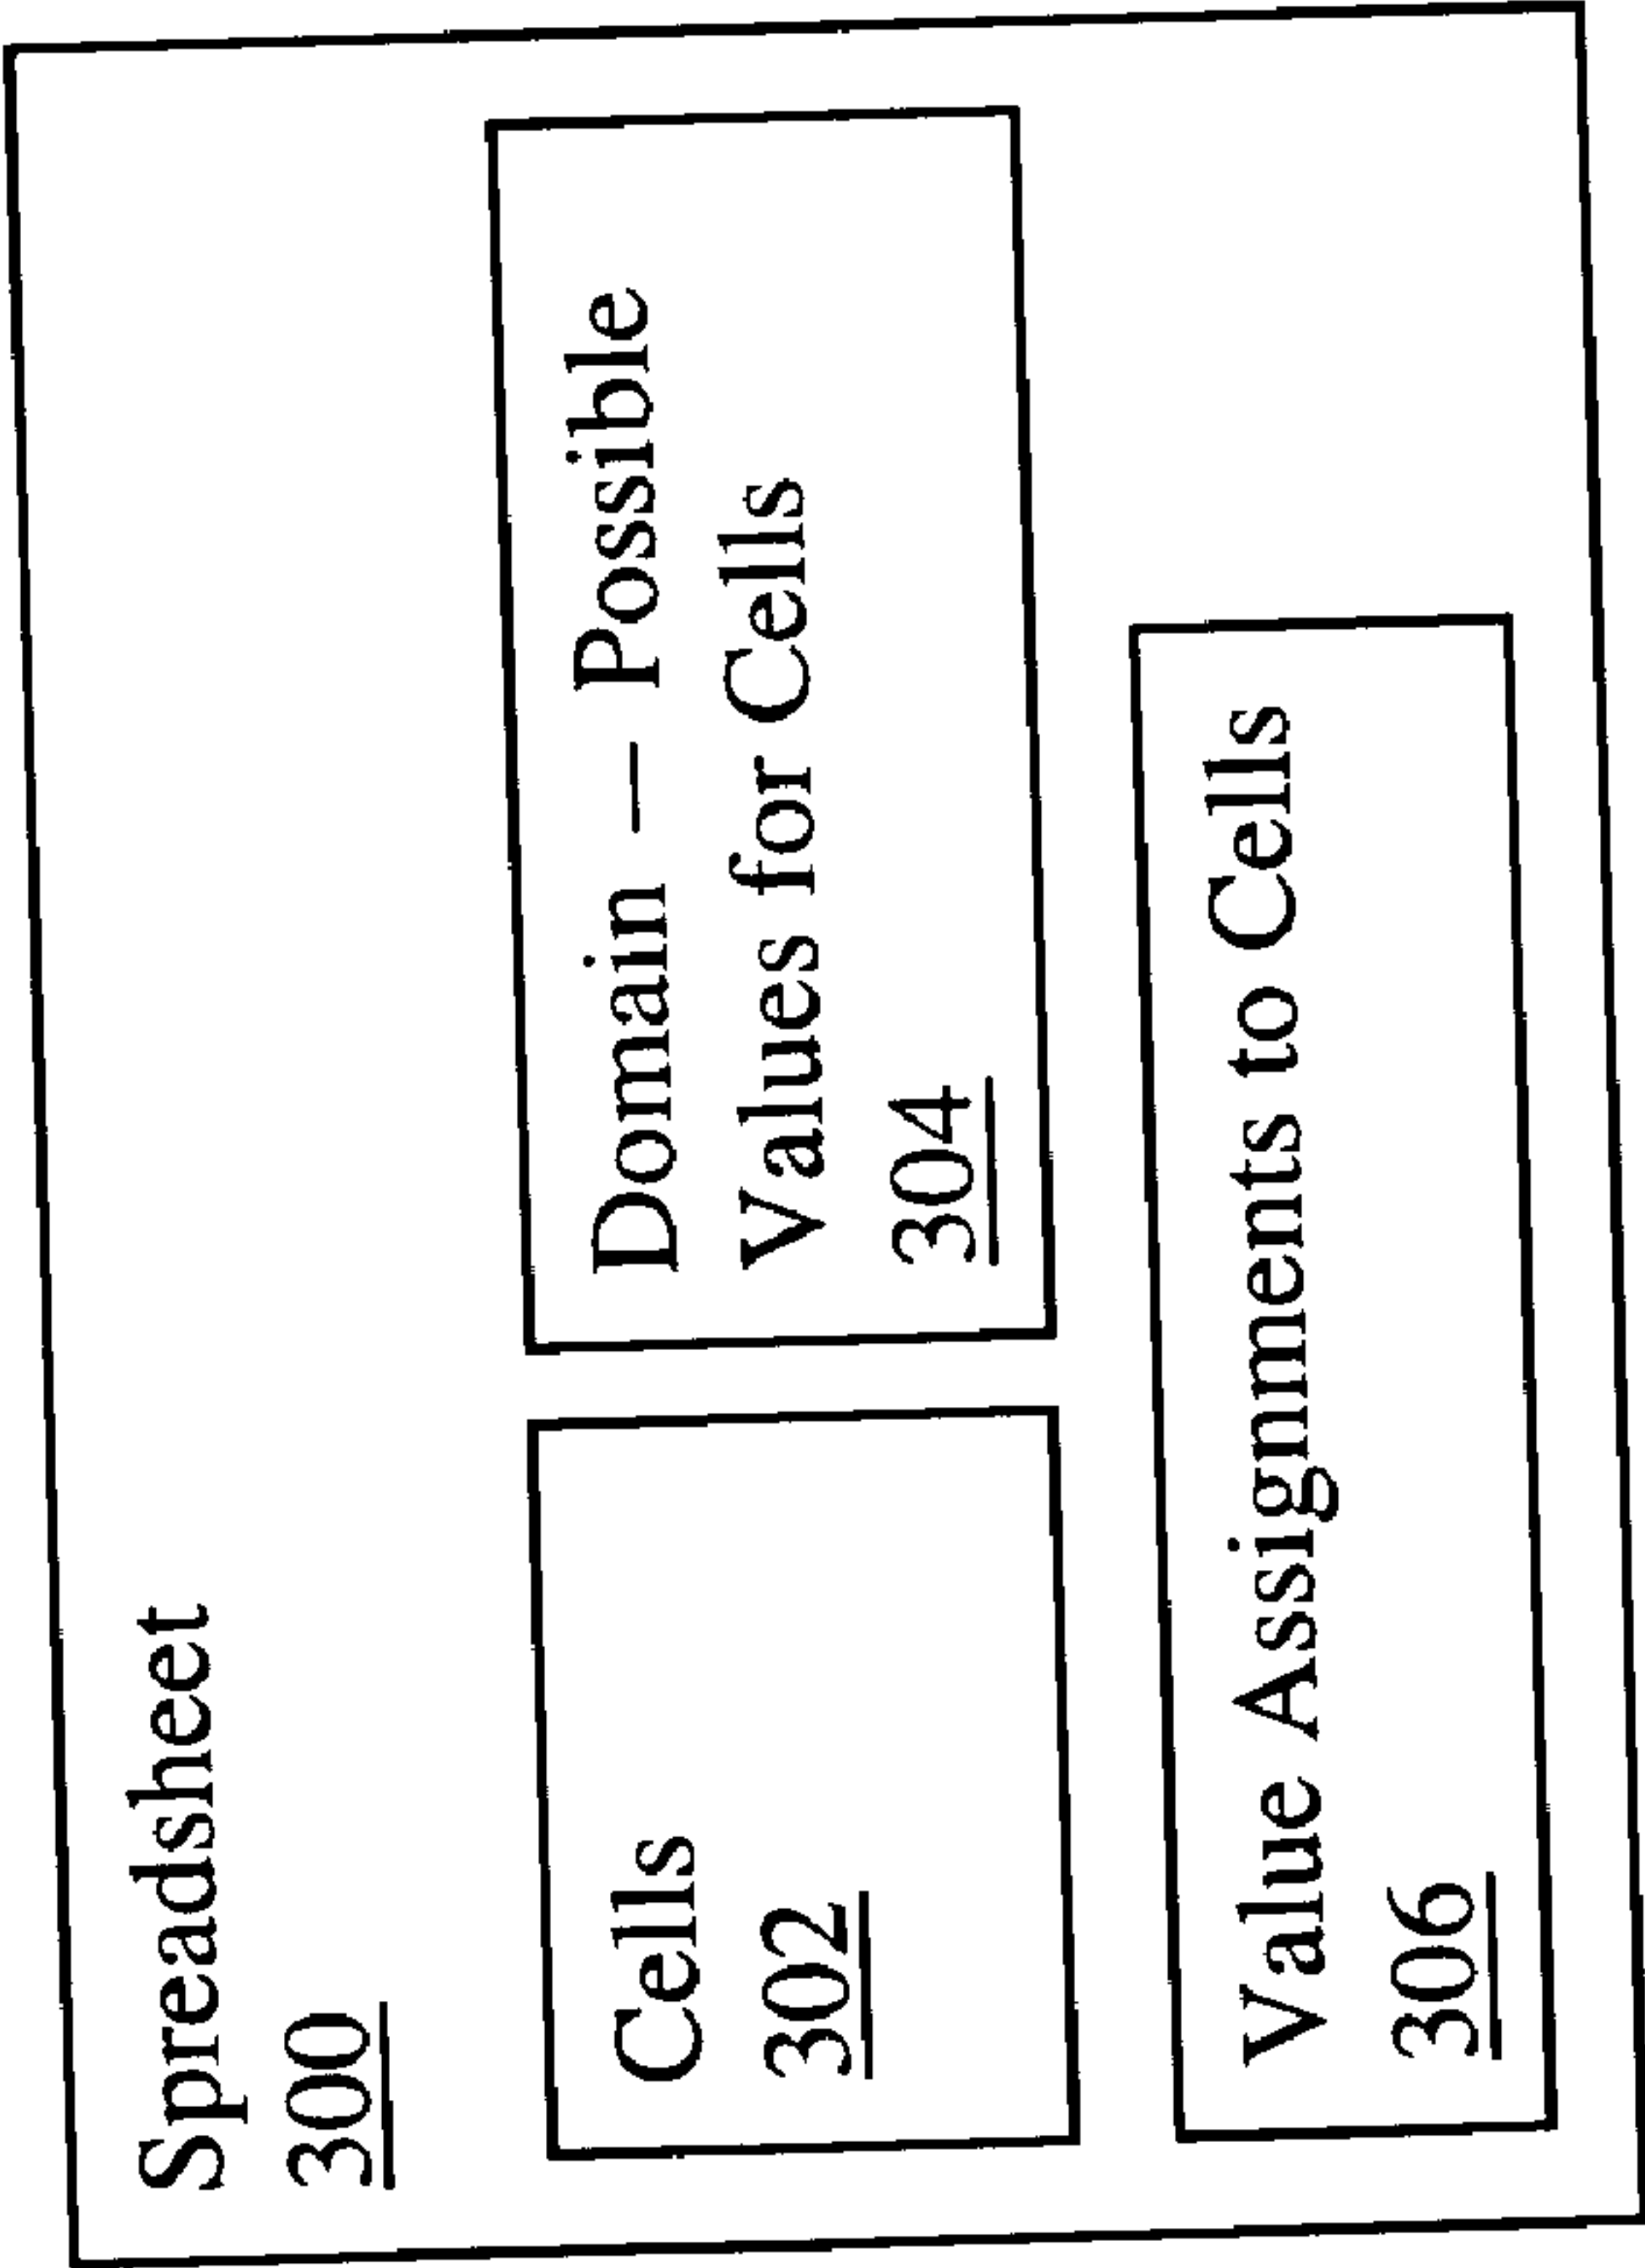 Spreadsheet
300
Cells
302
Domain — Possible
Values for Cells
304
Value Assignments to Cells
306